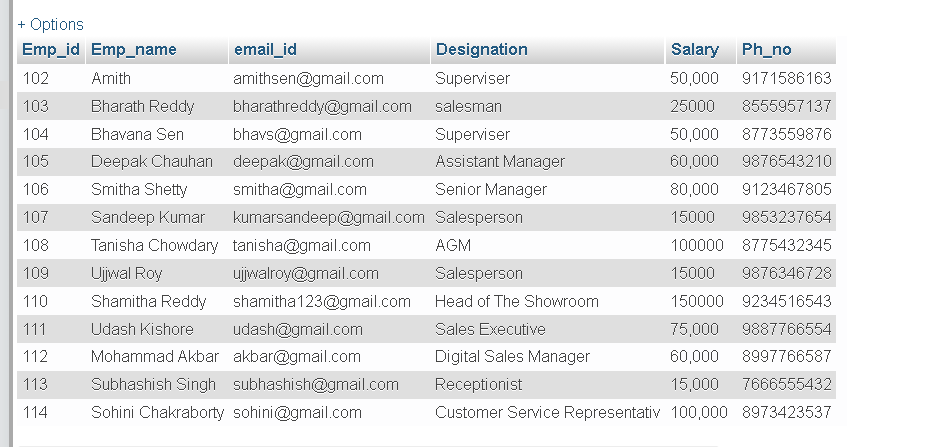 + Options
Emp_id Emp_name email_id Designation Salary Ph_no
102 Amith amithsen@gmail.com Superviser 50,000 9171586163
103 Bharath Reddy bharathreddy@gmail.com salesman 25000 8555957137
104 Bhavana Sen bhavs@gmail.com Superviser 50,000 8773559876
105 Deepak Chauhan deepak@gmail.com Assistant Manager 60,000 9876543210
106 Smitha Shetty smitha@gmail.com Senior Manager 80,000 9123467805
107 Sandeep Kumar kumarsandeep@gmail.com Salesperson 15000 9853237654
108 Tanisha Chowdary tanisha@gmail.com AGM 100000 8775432345
109 Ujjwal Roy ujjwalroy@gmail.com Salesperson 15000 9876346728
110 Shamitha Reddy shamitha123@gmail.com Head of The Showroom 150000 9234516543
111 Udash Kishore udash@gmail.com Sales Executive 75,000 9887766554
112 Mohammad Akbar akbar@gmail.com Digital Sales Manager 60,000 8997766587
113 Subhashish Singh subhashish@gmail.com Receptionist 15,000 7666555432
114 Sohini Chakraborty sohini@gmail.com Customer Service Representativ 100,000 8973423537